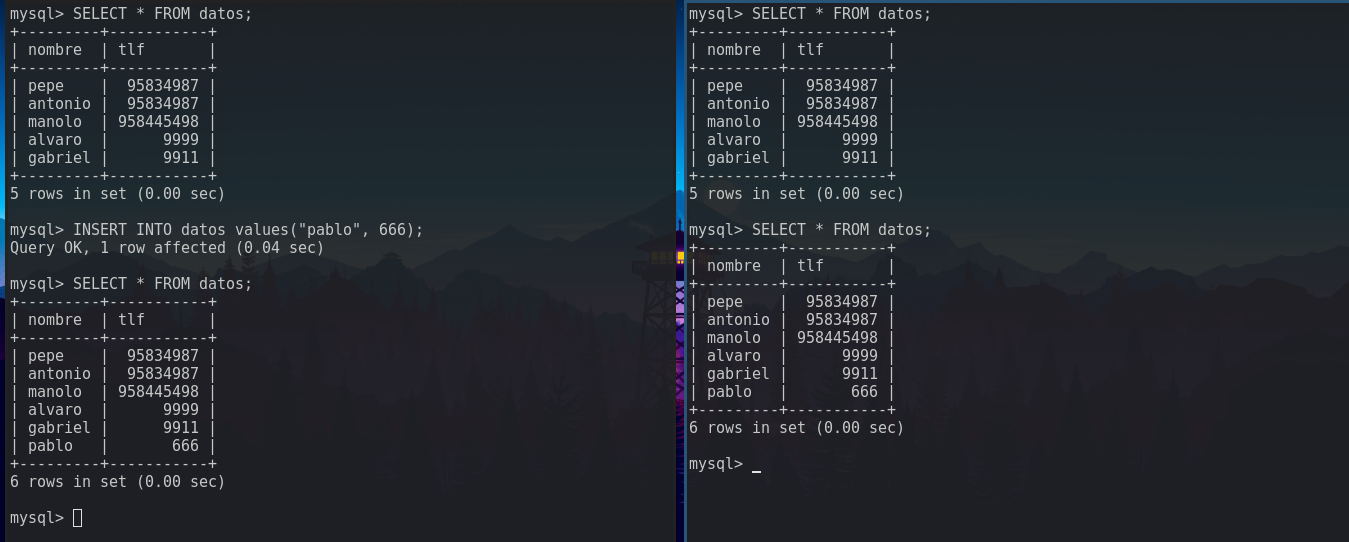 mysql> SELECT * FROM datos;
+---------+-----------+
| nombre  | tlf       |
+---------+-----------+
| pepe    |  95834987 |
| antonio |  95834987 |
| manolo  | 958445498 |
| alvaro  |      9999 |
| gabriel |      9911 |
+---------+-----------+
5 rows in set (0.00 sec)

mysql> INSERT INTO datos values("pablo", 666);
Query OK, 1 row affected (0.04 sec)

mysql> SELECT * FROM datos;
+---------+-----------+
| nombre  | tlf       |
+---------+-----------+
| pepe    |  95834987 |
| antonio |  95834987 |
| manolo  | 958445498 |
| alvaro  |      9999 |
| gabriel |      9911 |
| pablo   |       666 |
+---------+-----------+
6 rows in set (0.00 sec)

mysql>
mysql> SELECT * FROM datos;
+---------+-----------+
| nombre  | tlf       |
+---------+-----------+
| pepe    |  95834987 |
| antonio |  95834987 |
| manolo  | 958445498 |
| alvaro  |      9999 |
| gabriel |      9911 |
+---------+-----------+
5 rows in set (0.00 sec)

mysql> SELECT * FROM datos;
+---------+-----------+
| nombre  | tlf       |
+---------+-----------+
| pepe    |  95834987 |
| antonio |  95834987 |
| manolo  | 958445498 |
| alvaro  |      9999 |
| gabriel |      9911 |
| pablo   |       666 |
+---------+-----------+
6 rows in set (0.00 sec)

mysql> _